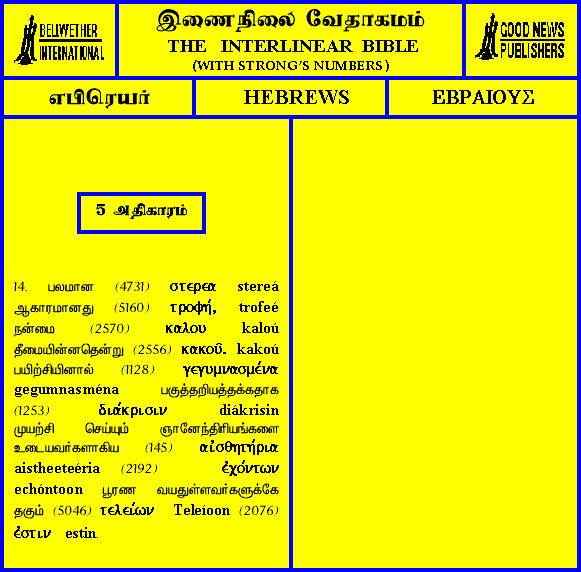 BELLWETHER
INTERNATIONAL
இணைநிலை வேதாகமம்
THE INTERLINEAR BIBLE
(WITH STRONG'S NUMBERS)
GOOD NEWS
PUBLISHERS
எபிரெயர்
HEBREWS
ΕΒΡΑΙΟΥΣ
5 அதிகாரம்
14. பலமான (4731) στερεα stereá
ஆகாரமானது (5160) τροφή, trofeé
நன்மை (2570) καλου kaloú
தீமையின்னதென்று (2556) κακοῦ. kakoú
பயிற்சியினால் (1128) γεγυμνασμένα
gegumnasména பகுத்தறியத்தக்கதாக
(1253) διάκρισιν diákrisin
முயற்சி செய்யும் ஞானேந்திரியங்களை
உடையவர்களாகிய (145) αἰσθητήρια
aistheeteéria (2192) ἐχόντων
echóntoon பூரண வயதுள்ளவர்களுக்கே
தகும் (5046) τελείων Teleíoon (2076)
ἐστιν estin.